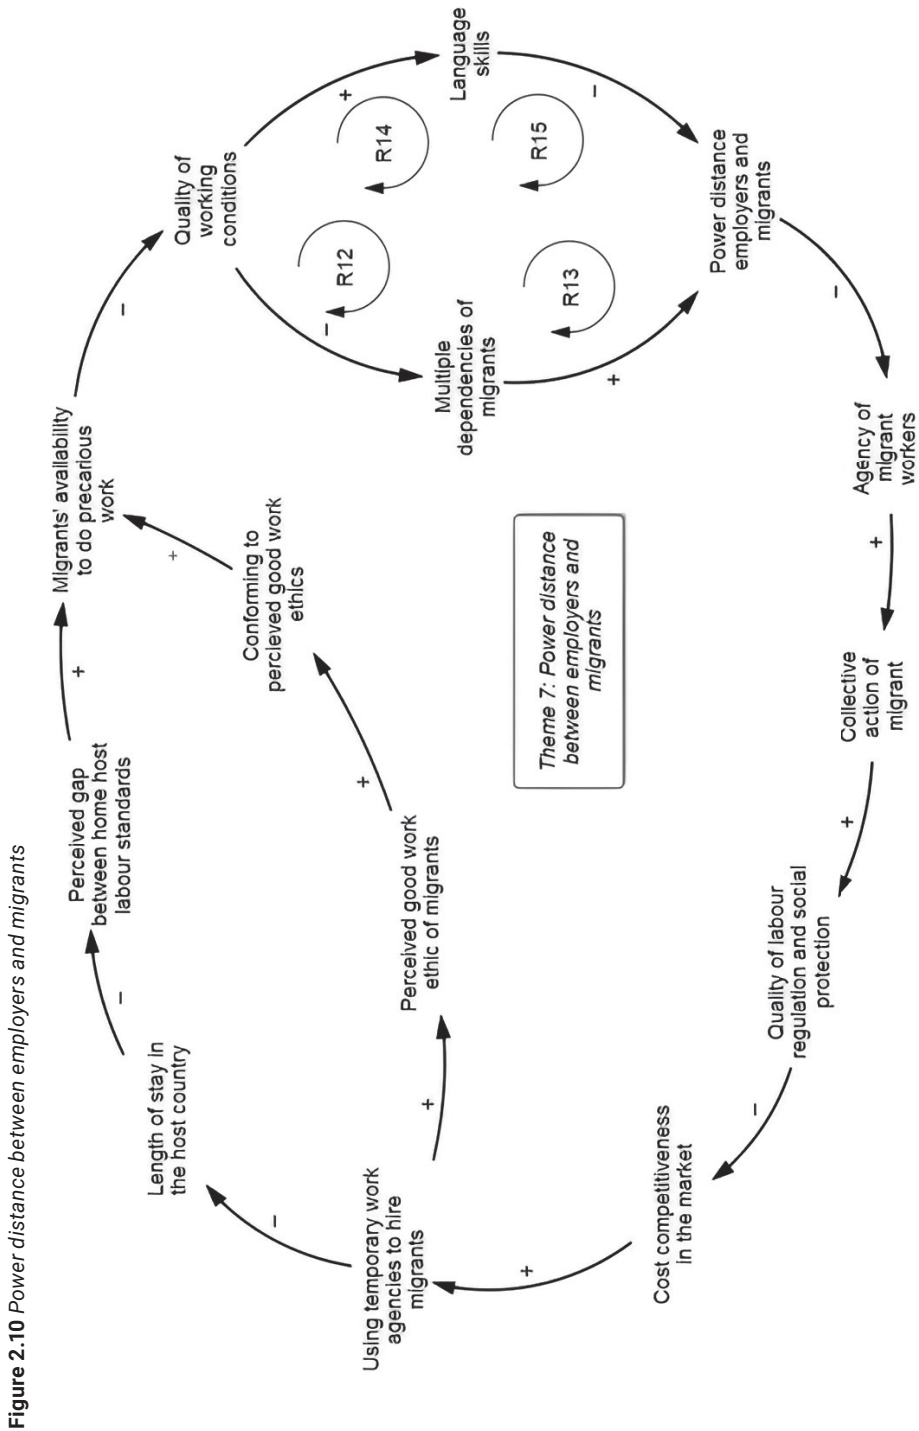 Figure 2.10 Power distance between employers and migrants
Using temporary work
agencies to hire
migrants
-
Length of stay in
the host country
-
Perceived gap
between home host
labour standards
+
Migrants' availability
to do precarious
work
-
Quality of
working
conditions
+
Language
skills
-
Power distance
employers and
migrants
-
Multiple
dependencies of
migrants
+
R12
R14
R13
R15
+
Perceived good work
ethic of migrants
+
Conforming to
percieved good work
ethics
+
Theme 7: Power distance
between employers and
migrants
-
Agency of
migrant
workers
+
Collective
action of
migrant
+
Quality of labour
regulation and social
protection
-
Cost competitiveness
in the market
+